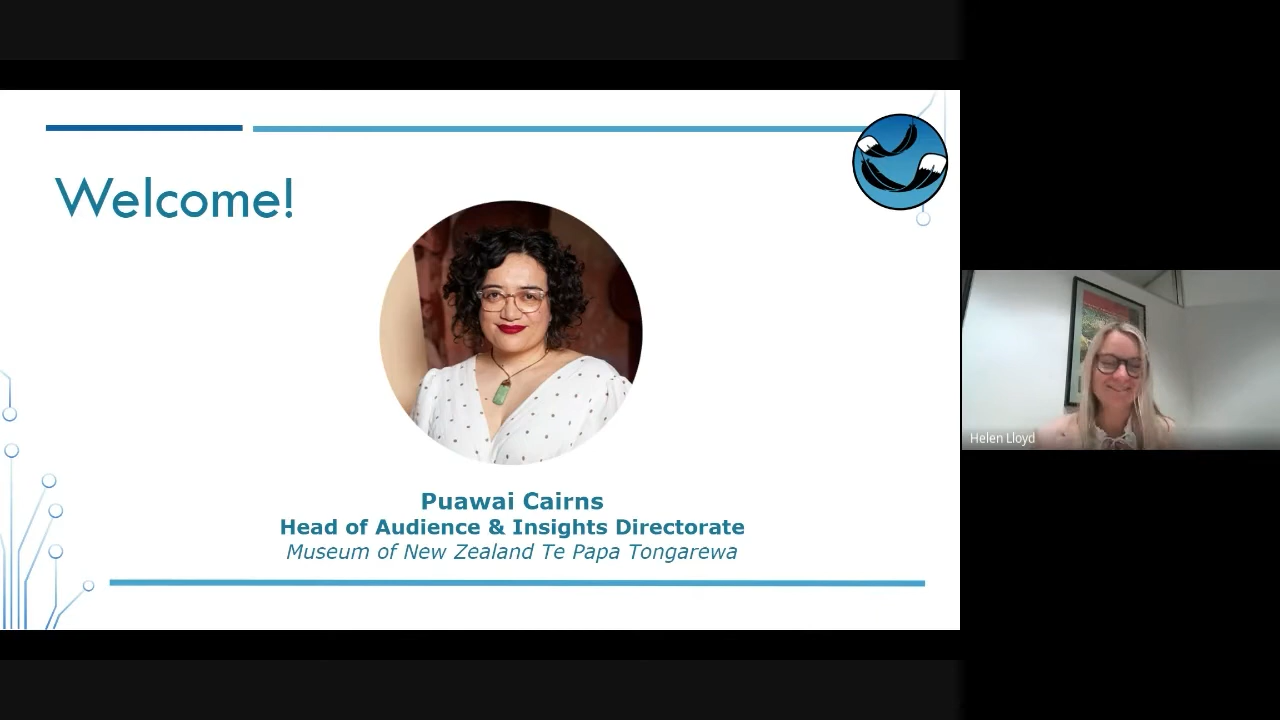 Welcome!
Puawai Cairns
Head of Audience & Insights Directorate
Museum of New Zealand Te Papa Tongarewa
Helen Lloyd